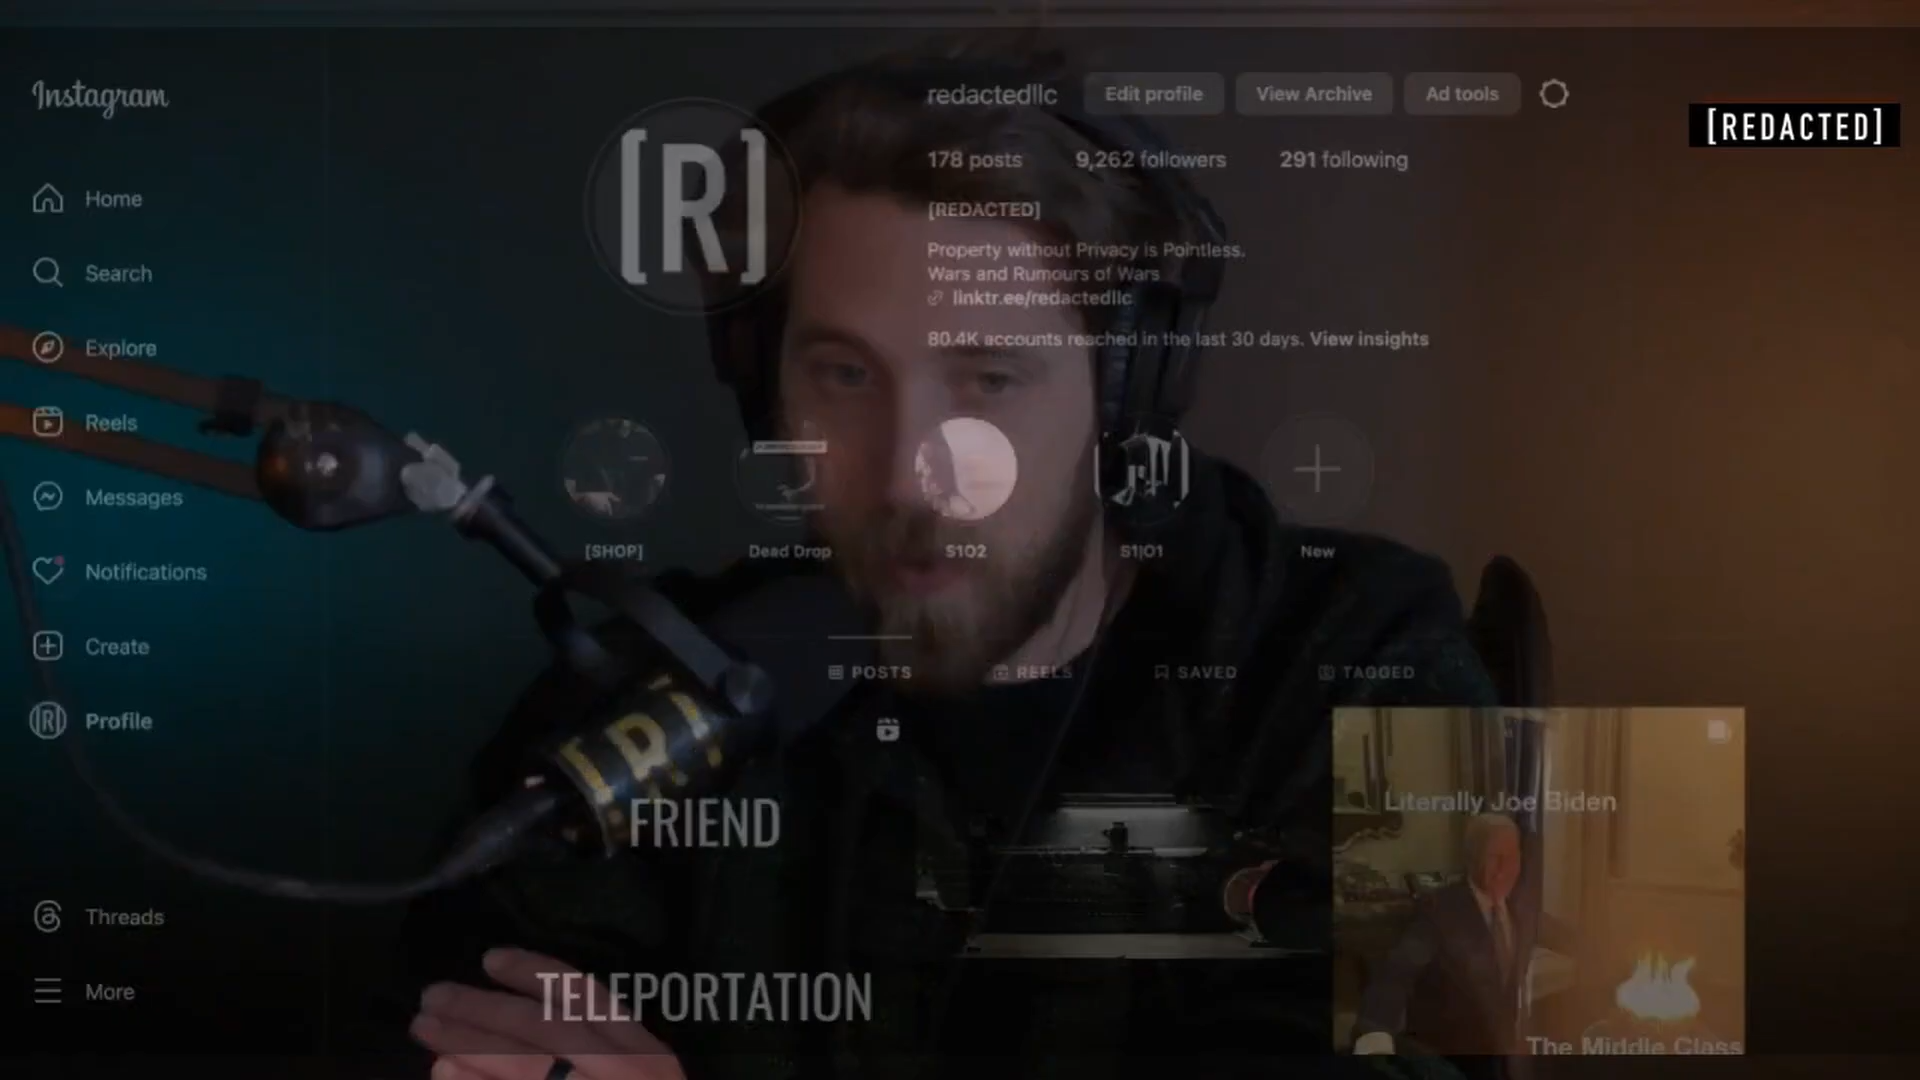 Instagram
Home
Search
Explore
Reels
Messages
Notifications
Create
Profile
Threads
More
[R]
redactedllc
Edit profile
View Archive
Ad tools
178 posts
9,262 followers
291 following
[REDACTED]
Property without Privacy is Pointless.
Wars and Rumours of Wars
linktr.ee/redactedllc
80.4K accounts reached in the last 30 days. View insights
[SHOP]
Dead Drop
S1O2
S1|O1
New
POSTS
REELS
SAVED
TAGGED
FRIEND
TELEPORTATION
Literally Joe Biden
The Middle Class
[R]
[REDACTED]